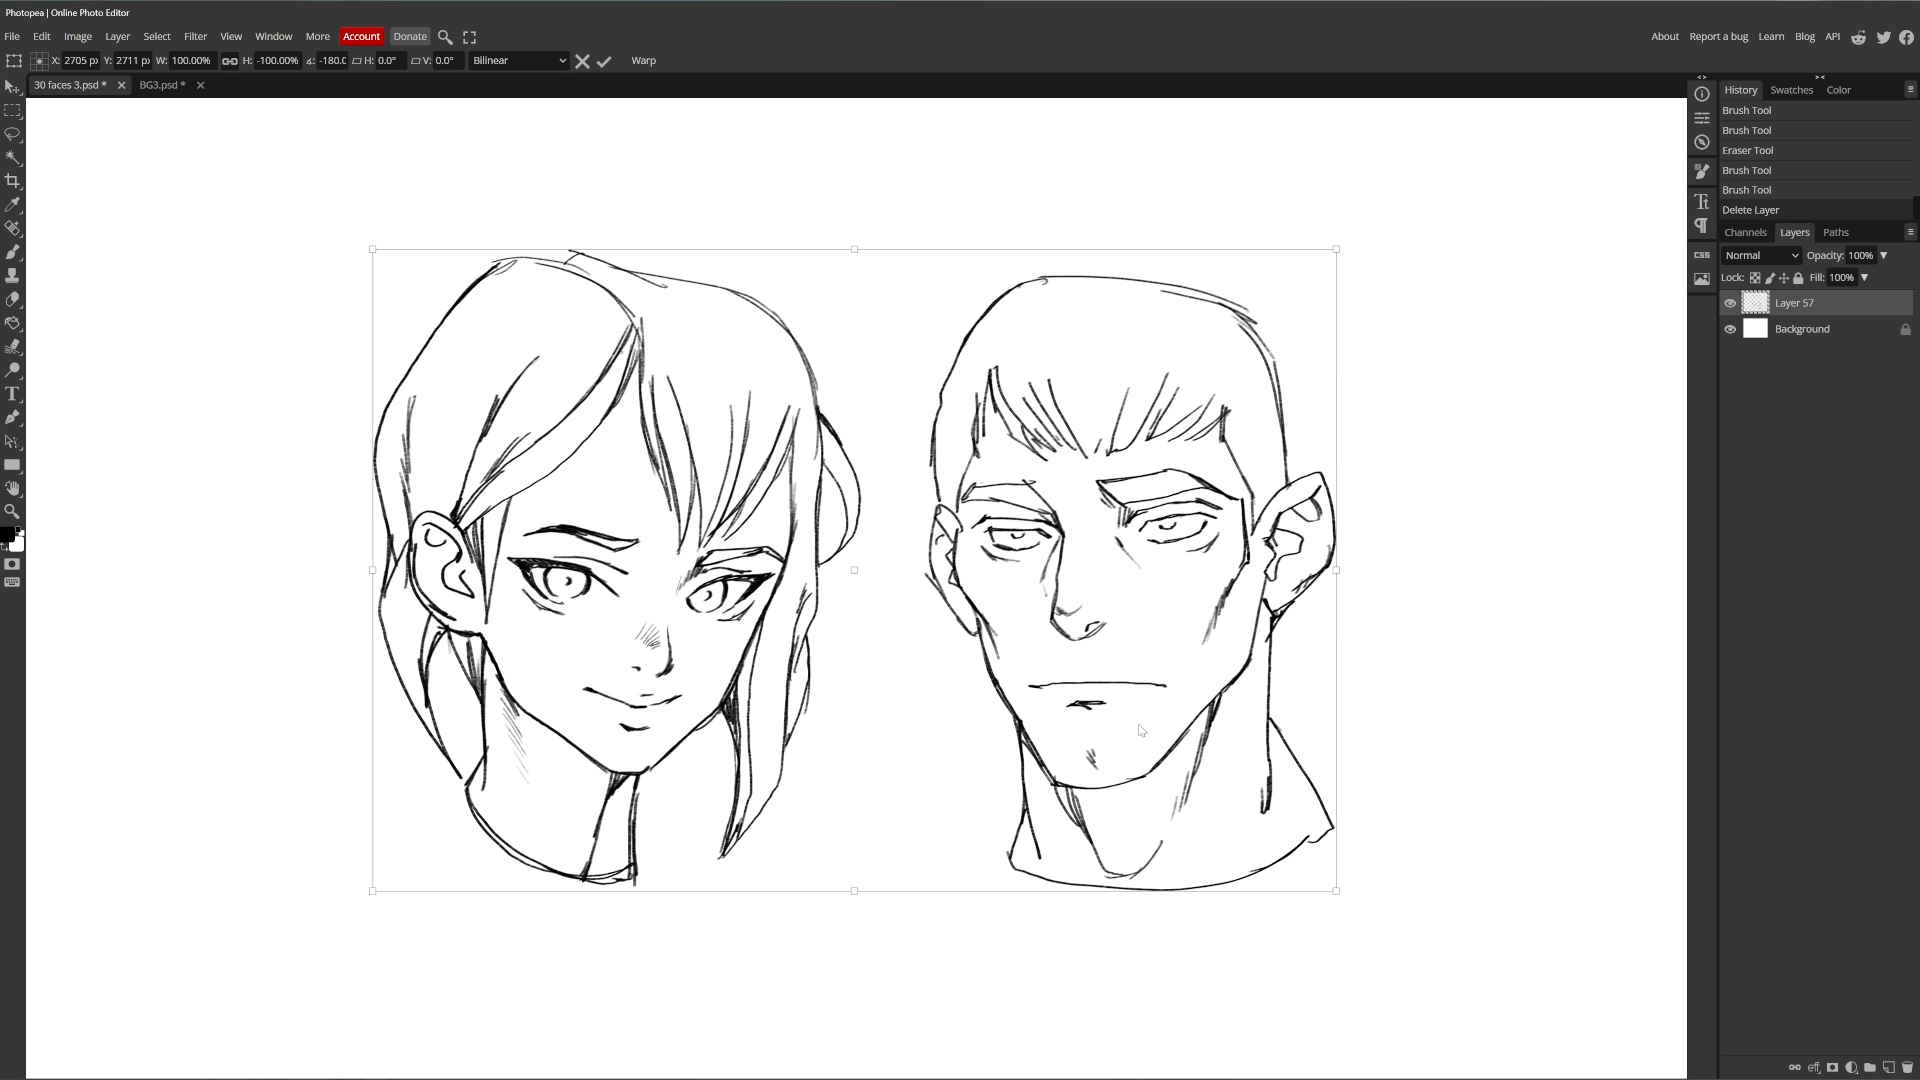 Photopea | Online Photo Editor
File Edit Image Layer Select Filter View Window More Account Donate About Report a bug Learn Blog API
X: 2705 px Y: 2711 px W: 100.00% H: -100.00% -180.0 H: 0.0° V: 0.0° Bilinear Warp
30 faces 3.psd * BG3.psd *
History Swatches Color
Brush Tool
Brush Tool
Eraser Tool
Brush Tool
Brush Tool
Delete Layer
Channels Layers Paths
CSS Normal Opacity: 100%
Lock: Fill: 100%
Layer 57
Background
eff